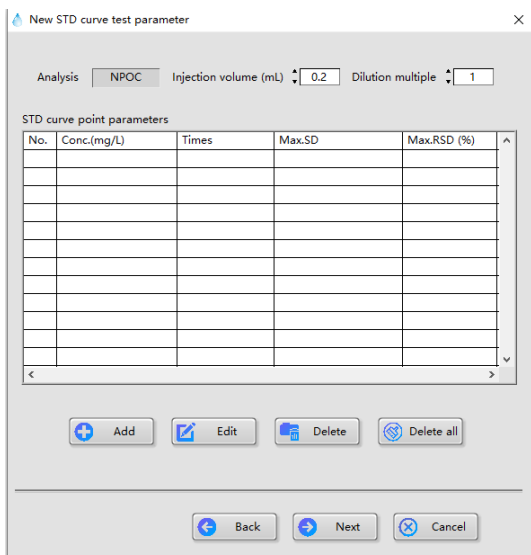 New STD curve test parameter
Analysis NPOC Injection volume (mL) 0.2 Dilution multiple 1
STD curve point parameters
No. Conc.(mg/L) Times Max.SD Max.RSD (%)
Add Edit Delete Delete all
Back Next Cancel